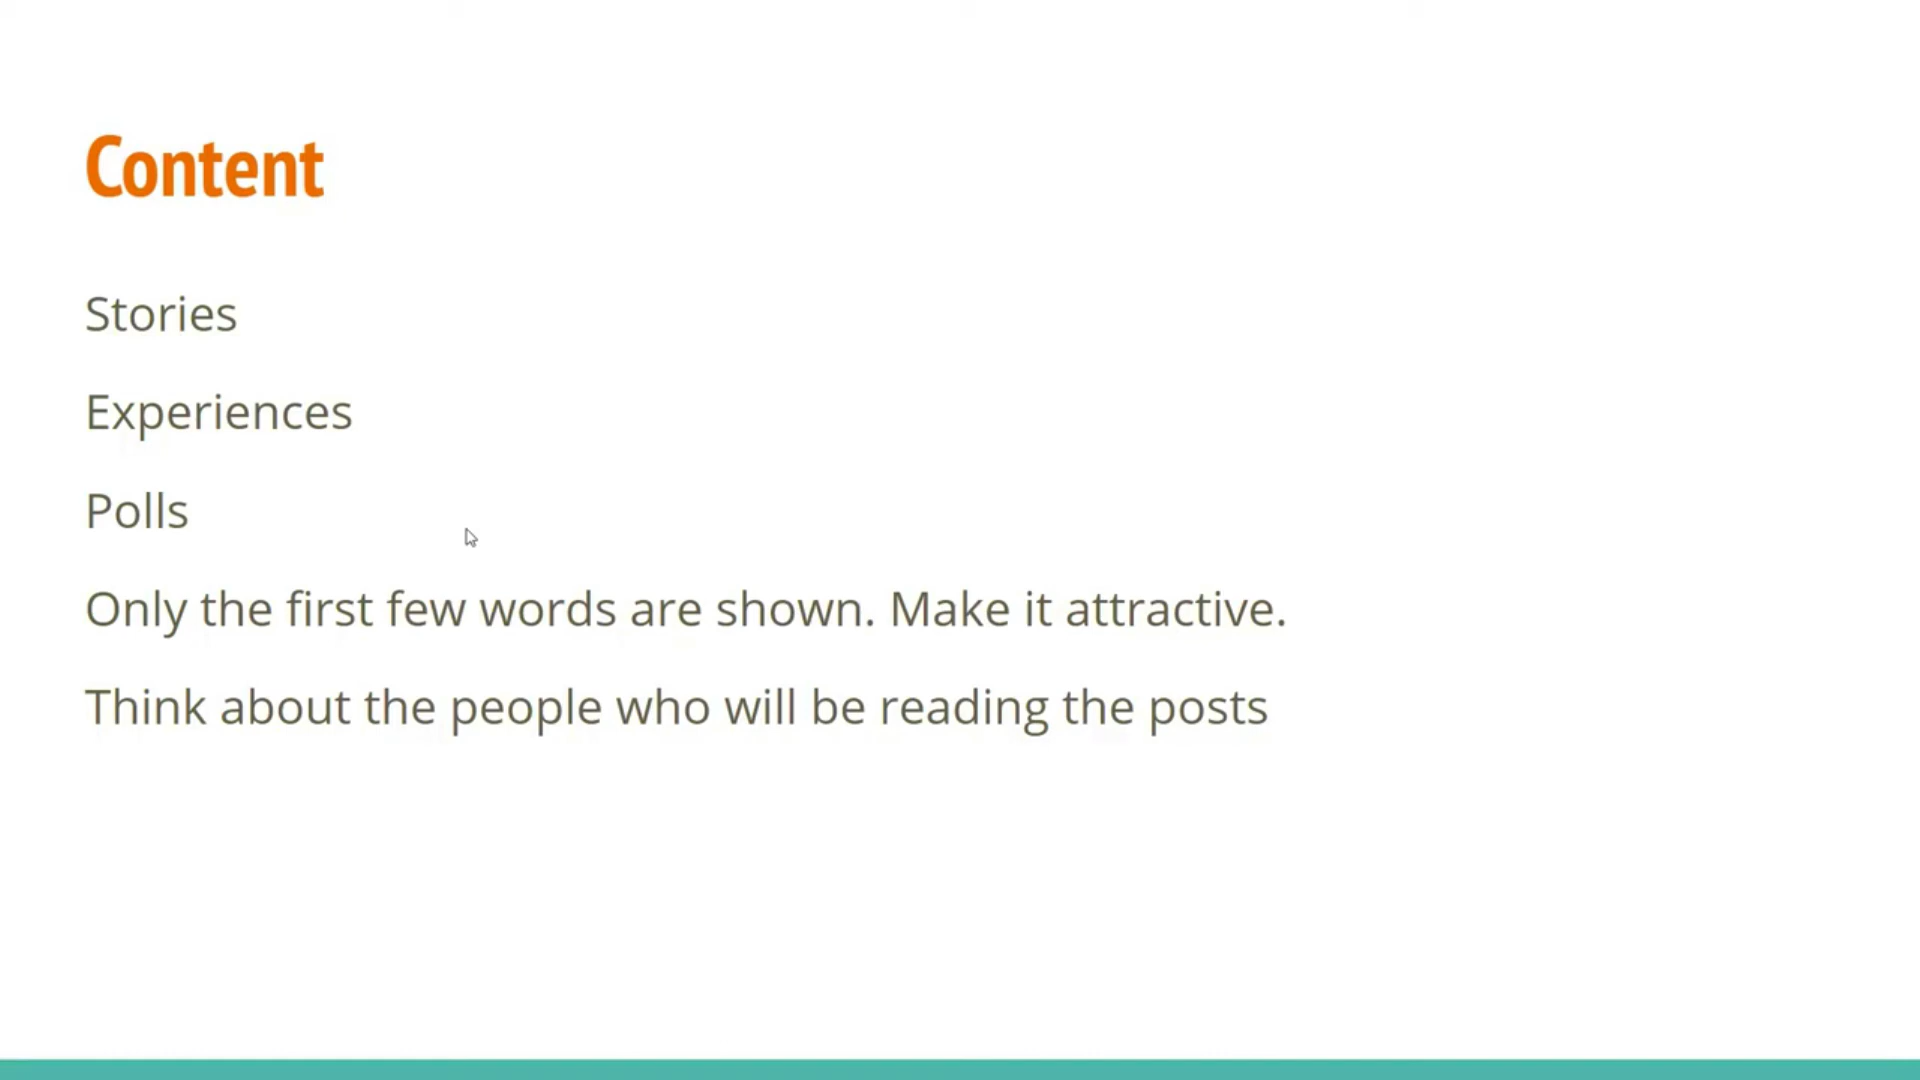 Content
Stories
Experiences
Polls
Only the first few words are shown. Make it attractive.
Think about the people who will be reading the posts